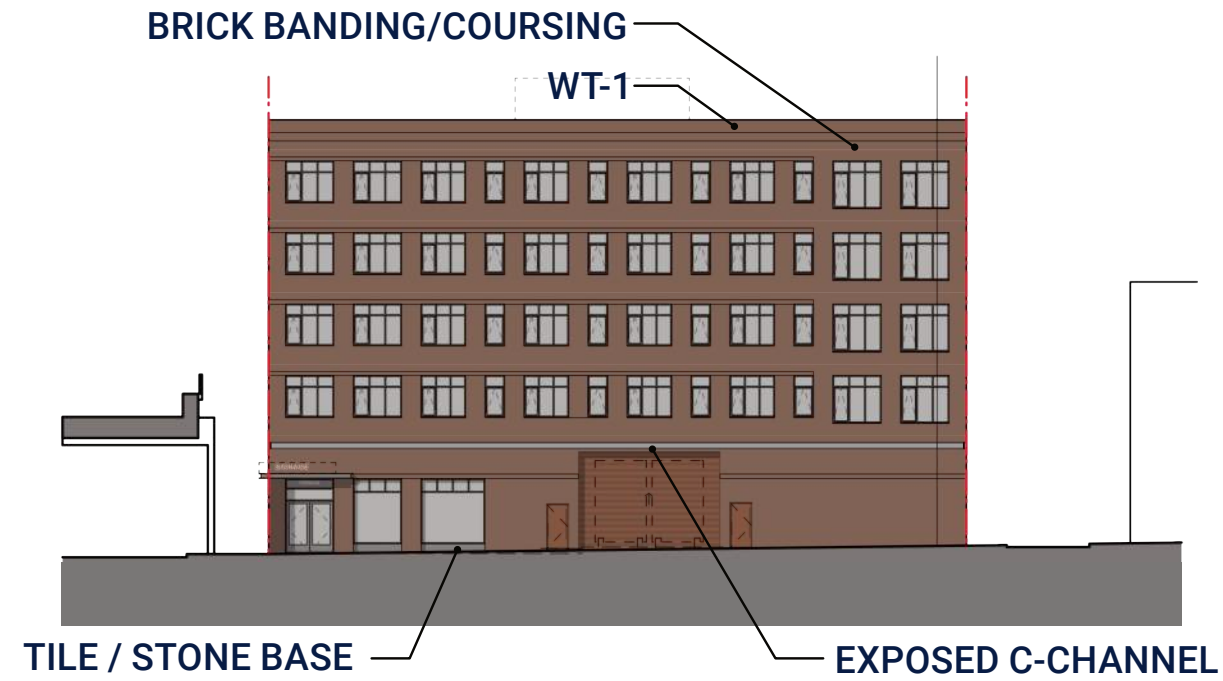 BRICK BANDING/COURSING
WT-1
TILE / STONE BASE
EXPOSED C-CHANNEL